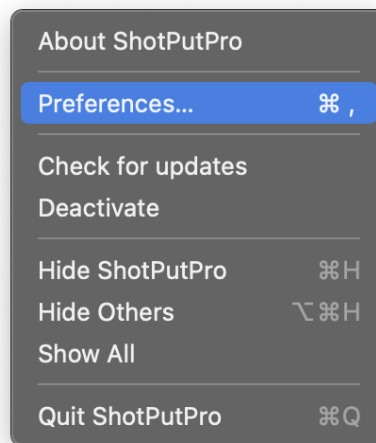 About ShotPutPro
Preferences... ⌘ ,
Check for updates
Deactivate
Hide ShotPutPro ⌘H
Hide Others ⌥⌘H
Show All
Quit ShotPutPro ⌘Q